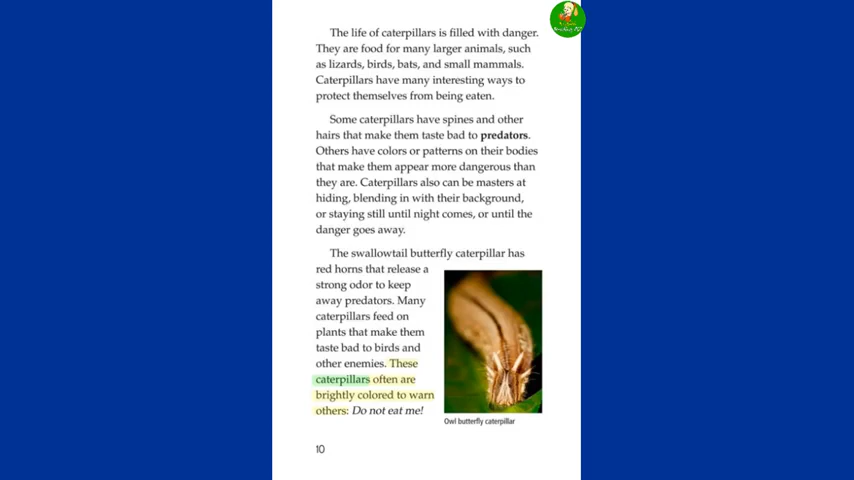 The life of caterpillars is filled with danger.
They are food for many larger animals, such
as lizards, birds, bats, and small mammals.
Caterpillars have many interesting ways to
protect themselves from being eaten.
Some caterpillars have spines and other
hairs that make them taste bad to predators.
Others have colors or patterns on their bodies
that make them appear more dangerous than
they are. Caterpillars also can be masters at
hiding, blending in with their background,
or staying still until night comes, or until the
danger goes away.
The swallowtail butterfly caterpillar has
red horns that release a
strong odor to keep
away predators. Many
caterpillars feed on
plants that make them
taste bad to birds and
other enemies. These
caterpillars often are
brightly colored to warn
others: Do not eat me!
Owl butterfly caterpillar
10